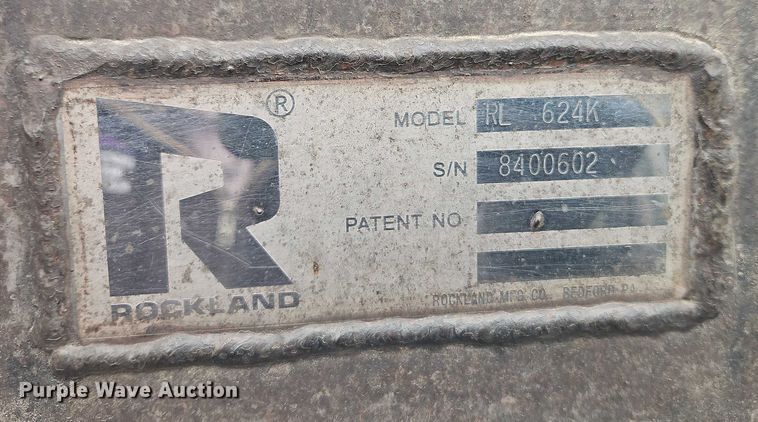 R ®
ROCKLAND
MODEL RL 624K
S/N 8400602
PATENT NO
ROCKLAND MFG. CO. BEDFORD PA.
Purple Wave Auction